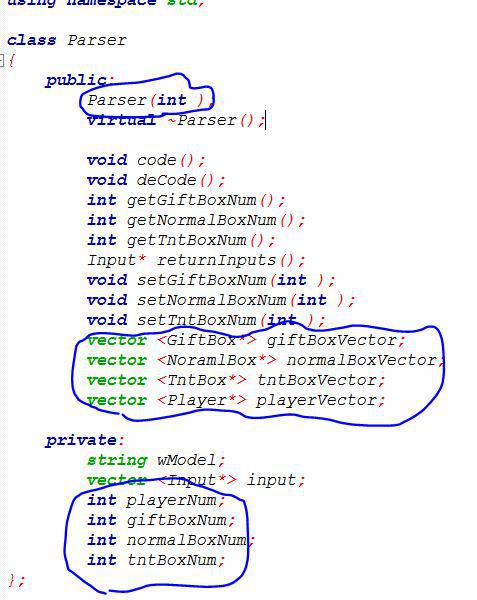 using namespace std;
class Parser
{
public:
Parser(int );
virtual ~Parser();
void code();
void deCode();
int getGiftBoxNum();
int getNormalBoxNum();
int getTntBoxNum();
Input* returnInputs();
void setGiftBoxNum(int );
void setNormalBoxNum(int );
void setTntBoxNum(int );
vector <GiftBox*> giftBoxVector;
vector <NoramlBox*> normalBoxVector;
vector <TntBox*> tntBoxVector;
vector <Player*> playerVector;
private:
string wModel;
vector <Input*> input;
int playerNum;
int giftBoxNum;
int normalBoxNum;
int tntBoxNum;
};